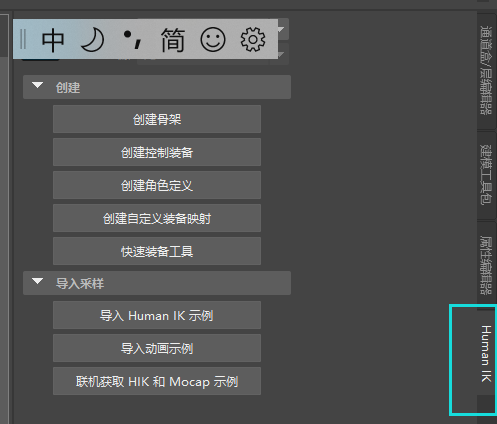 中 简
创建
创建骨架
创建控制装备
创建角色定义
创建自定义装备映射
快速装备工具
导入采样
导入 Human IK 示例
导入动画示例
联机获取 HIK 和 Mocap 示例
通道盒/层编辑器
建模工具包
属性编辑器
Human IK